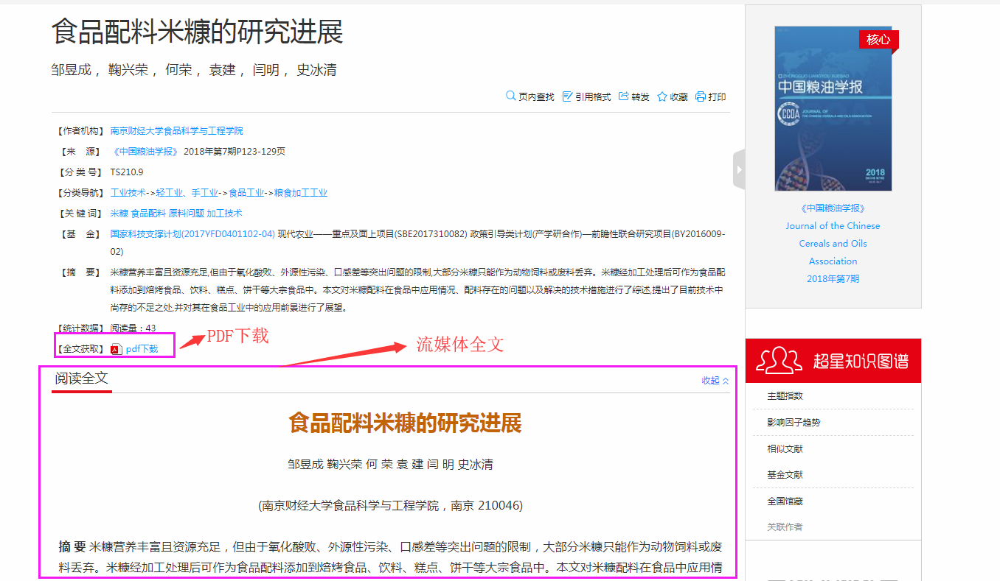 食品配料米糠的研究进展
邹昱成 ,  鞠兴荣 ,  何荣 ,  袁建 ,  闫明 ,  史冰清
页内查找 引用格式 转发 收藏 打印
【作者机构】 南京财经大学食品科学与工程学院
【来 源】 《中国粮油学报》 2018年第7期P123-129页
【分 类 号】 TS210.9
【分类导航】 工业技术->轻工业、手工业->食品工业->粮食加工工业
【关 键 词】 米糠 食品配料 原料问题 加工技术
【基 金】 国家科技支撑计划(2017YFD0401102-04) 现代农业——重点及面上项目(SBE2017310082) 政策引导类计划(产学研合作)—前瞻性联合研究项目(BY2016009-
02)
【摘 要】 米糠营养丰富且资源充足,但由于氧化酸败、外源性污染、口感差等突出问题的限制,大部分米糠只能作为动物饲料或废料丢弃。米糠经加工处理后可作为食品配
料添加到焙烤食品、饮料、糕点、饼干等大宗食品中。本文对米糠配料在食品中应用情况、配料存在的问题以及解决的技术措施进行了综述,提出了目前技术中
尚存的不足之处,并对其在食品工业中的应用前景进行了展望。
【统计数据】 阅读量：43
【全文获取】 pdf下载
PDF下载
流媒体全文
阅读全文
收起
食品配料米糠的研究进展
邹昱成 鞠兴荣 何 荣 袁 建 闫 明 史冰清
(南京财经大学食品科学与工程学院，南京 210046)
摘 要 米糠营养丰富且资源充足，但由于氧化酸败、外源性污染、口感差等突出问题的限制，大部分米糠只能作为动物饲料或废
料丢弃。米糠经加工处理后可作为食品配料添加到焙烤食品、饮料、糕点、饼干等大宗食品中。本文对米糠配料在食品中应用情
核心
ZHONGGUO LIANGYOU XUEBAO
中国粮油学报
CCOA
JOURNAL OF
THE CHINESE CEREALS AND OILS ASSOCIATION
2018
《中国粮油学报》
Journal of the Chinese
Cereals and Oils
Association
2018年第7期
超星知识图谱
主题指数
影响因子趋势
相似文献
基金文献
全国馆藏
关联作者